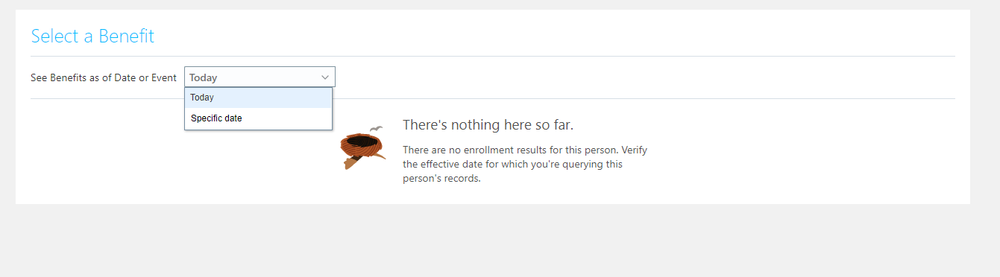 Select a Benefit
See Benefits as of Date or Event Today
Today
Specific date
There's nothing here so far.
There are no enrollment results for this person. Verify
the effective date for which you're querying this
person's records.